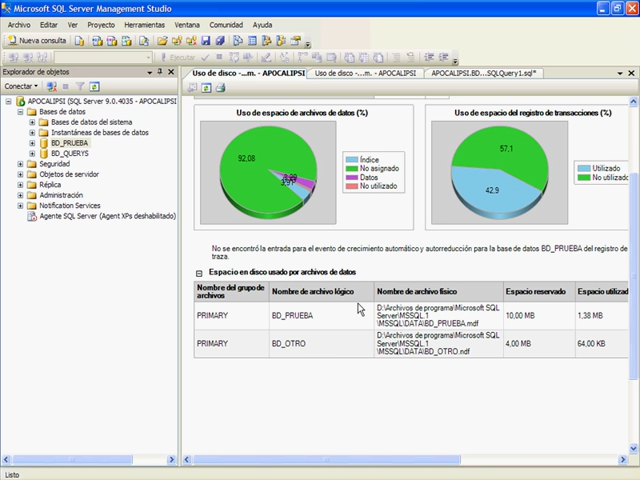 Microsoft SQL Server Management Studio
Archivo Editar Ver Proyecto Herramientas Ventana Comunidad Ayuda
Nueva consulta
Ejecutar
Explorador de objetos
Uso de disco -...m. - APOCALIPSI
Uso de disco -...m. - APOCALIPSI
APOCALIPSI.BD...SQLQuery1.sql*
Conectar
APOCALIPSI (SQL Server 9.0.4035 - APOCALIPSI
Bases de datos
Bases de datos del sistema
Instantáneas de bases de datos
BD_PRUEBA
BD_QUERYS
Seguridad
Objetos de servidor
Réplica
Administración
Notification Services
Agente SQL Server (Agent XPs deshabilitado)
Uso de espacio de archivos de datos (%)
92,08
3,91
Índice
No asignado
Datos
No utilizado
Uso de espacio del registro de transacciones (%)
57.1
42.9
Utilizado
No utilizado
No se encontró la entrada para el evento de crecimiento automático y autorreducción para la base de datos BD_PRUEBA del registro de
traza.
Espacio en disco usado por archivos de datos
Nombre del grupo de archivos Nombre de archivo lógico Nombre de archivo físico Espacio reservado Espacio utilizado
PRIMARY BD_PRUEBA D:\Archivos de programa\Microsoft SQL
Server\MSSQL.1
\MSSQL\DATA\BD_PRUEBA.mdf 10,00 MB 1,38 MB
PRIMARY BD_OTRO D:\Archivos de programa\Microsoft SQL
Server\MSSQL.1
\MSSQL\DATA\BD_OTRO.ndf 4,00 MB 64,00 KB
Listo